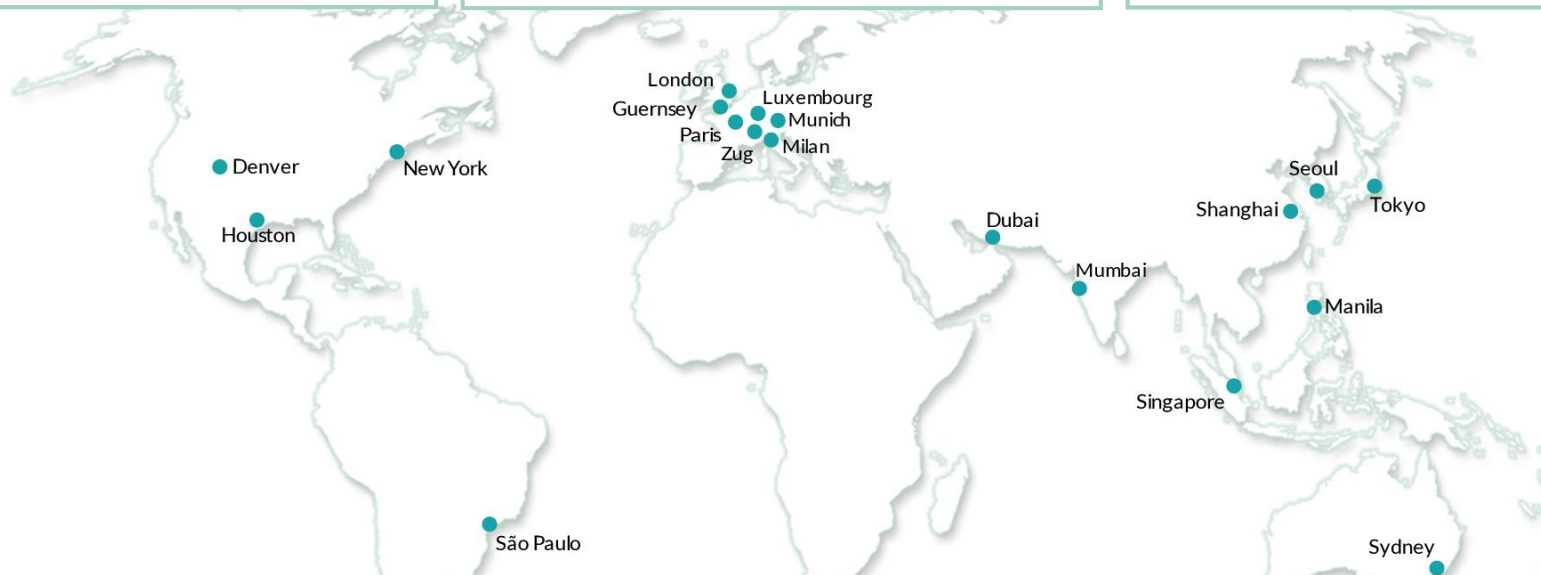 London
Luxembourg
Guernsey
Munich
Paris
Milan
Zug
Denver
New York
Seoul
Tokyo
Shanghai
Houston
Dubai
Mumbai
Manila
Singapore
São Paulo
Sydney